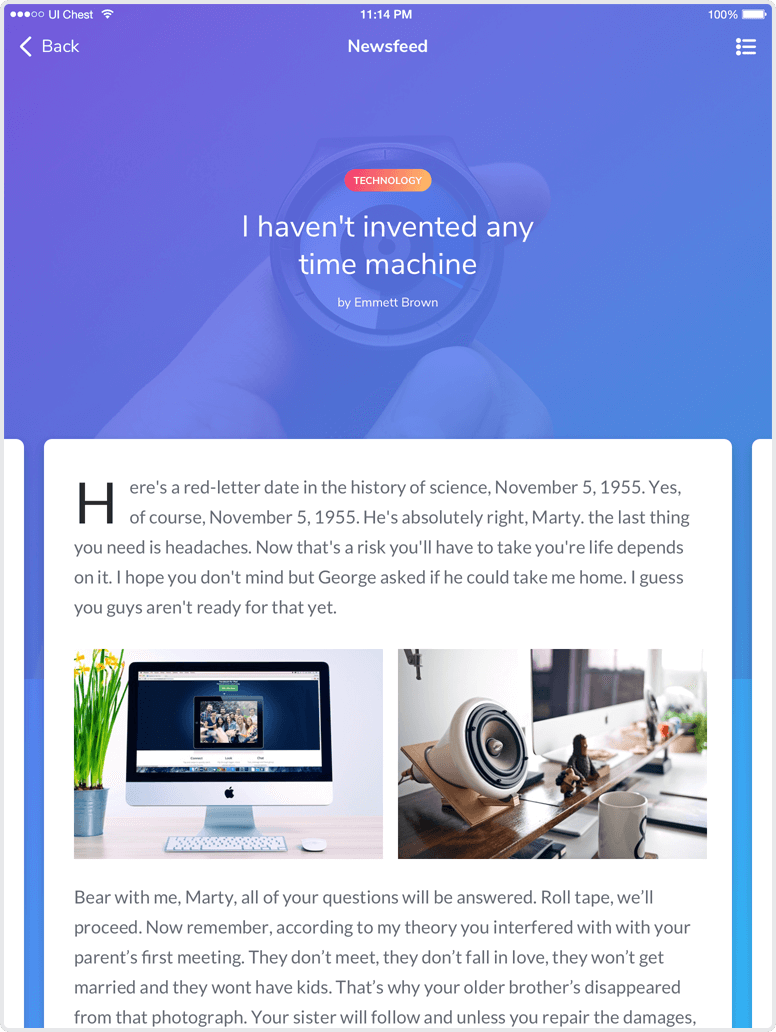 UI Chest
11:14 PM
100%
Back
Newsfeed
TECHNOLOGY
I haven't invented any
time machine
by Emmett Brown
Here's a red-letter date in the history of science, November 5, 1955. Yes,
of course, November 5, 1955. He's absolutely right, Marty. the last thing
you need is headaches. Now that's a risk you'll have to take you're life depends
on it. I hope you don't mind but George asked if he could take me home. I guess
you guys aren't ready for that yet.
Bear with me, Marty, all of your questions will be answered. Roll tape, we’ll
proceed. Now remember, according to my theory you interfered with with your
parent’s first meeting. They don’t meet, they don’t fall in love, they won’t get
married and they wont have kids. That’s why your older brother’s disappeared
from that photograph. Your sister will follow and unless you repair the damages,